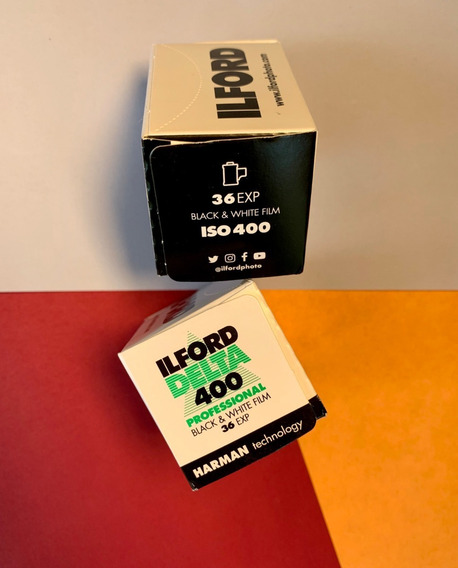 ILFORD
www.ilfordphoto.com
36 EXP
BLACK & WHITE FILM
ISO 400
@ilfordphoto
ILFORD
DELTA
400
PROFESSIONAL
BLACK & WHITE FILM
36 EXP
HARMAN technology